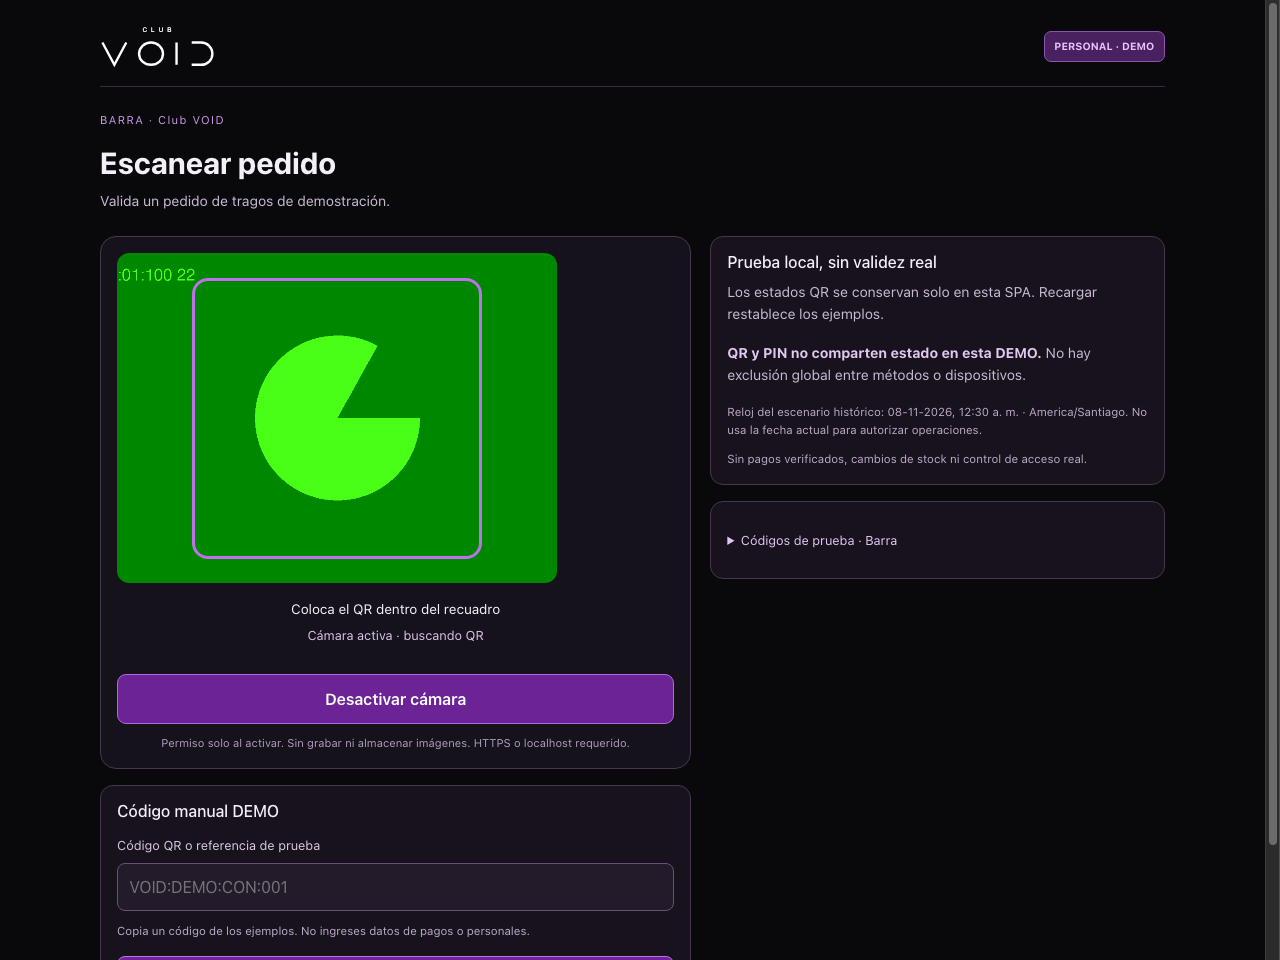 CLUB
VOID
PERSONAL · DEMO
BARRA · Club VOID
Escanear pedido
Valida un pedido de tragos de demostración.
:01:100 22
Coloca el QR dentro del recuadro
Cámara activa · buscando QR
Desactivar cámara
Permiso solo al activar. Sin grabar ni almacenar imágenes. HTTPS o localhost requerido.
Código manual DEMO
Código QR o referencia de prueba
VOID:DEMO:CON:001
Copia un código de los ejemplos. No ingreses datos de pagos o personales.
Prueba local, sin validez real
Los estados QR se conservan solo en esta SPA. Recargar
restablece los ejemplos.
QR y PIN no comparten estado en esta DEMO. No hay
exclusión global entre métodos o dispositivos.
Reloj del escenario histórico: 08-11-2026, 12:30 a. m. · America/Santiago. No
usa la fecha actual para autorizar operaciones.
Sin pagos verificados, cambios de stock ni control de acceso real.
Códigos de prueba · Barra